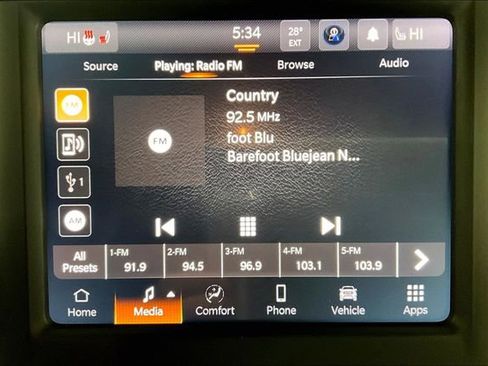 HI 5:34 28° EXT HI
Source Playing: Radio FM Browse Audio
FM
Country
92.5 MHz
foot Blu
Barefoot Bluejean N...
FM
1
AM
All Presets
1-FM 2-FM 3-FM 4-FM 5-FM
91.9 94.5 96.9 103.1 103.9
Home Media Comfort Phone Vehicle Apps